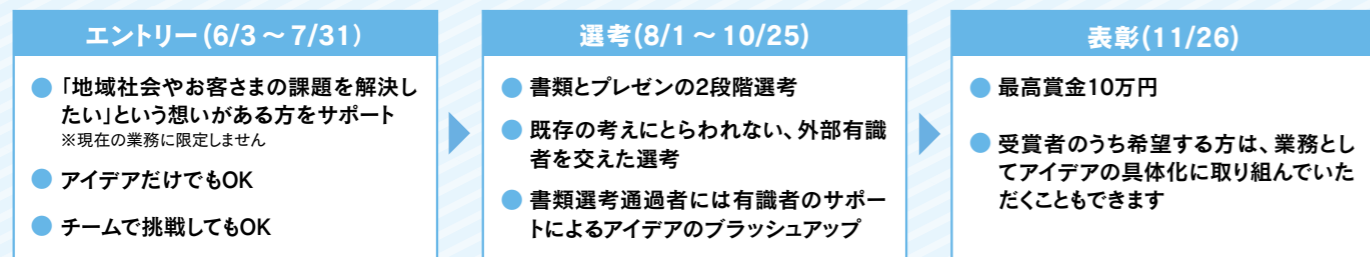 エントリー(6/3～7/31)
●「地域社会やお客さまの課題を解決し
たい」という想いがある方をサポート
※現在の業務に限定しません
●アイデアだけでもOK
●チームで挑戦してもOK
選考(8/1～10/25)
●書類とプレゼンの2段階選考
●既存の考えにとらわれない、外部有識
者を交えた選考
●書類選考通過者には有識者のサポー
トによるアイデアのブラッシュアップ
表彰(11/26)
●最高賞金10万円
●受賞者のうち希望する方は、業務とし
てアイデアの具体化に取り組んでいた
だくこともできます